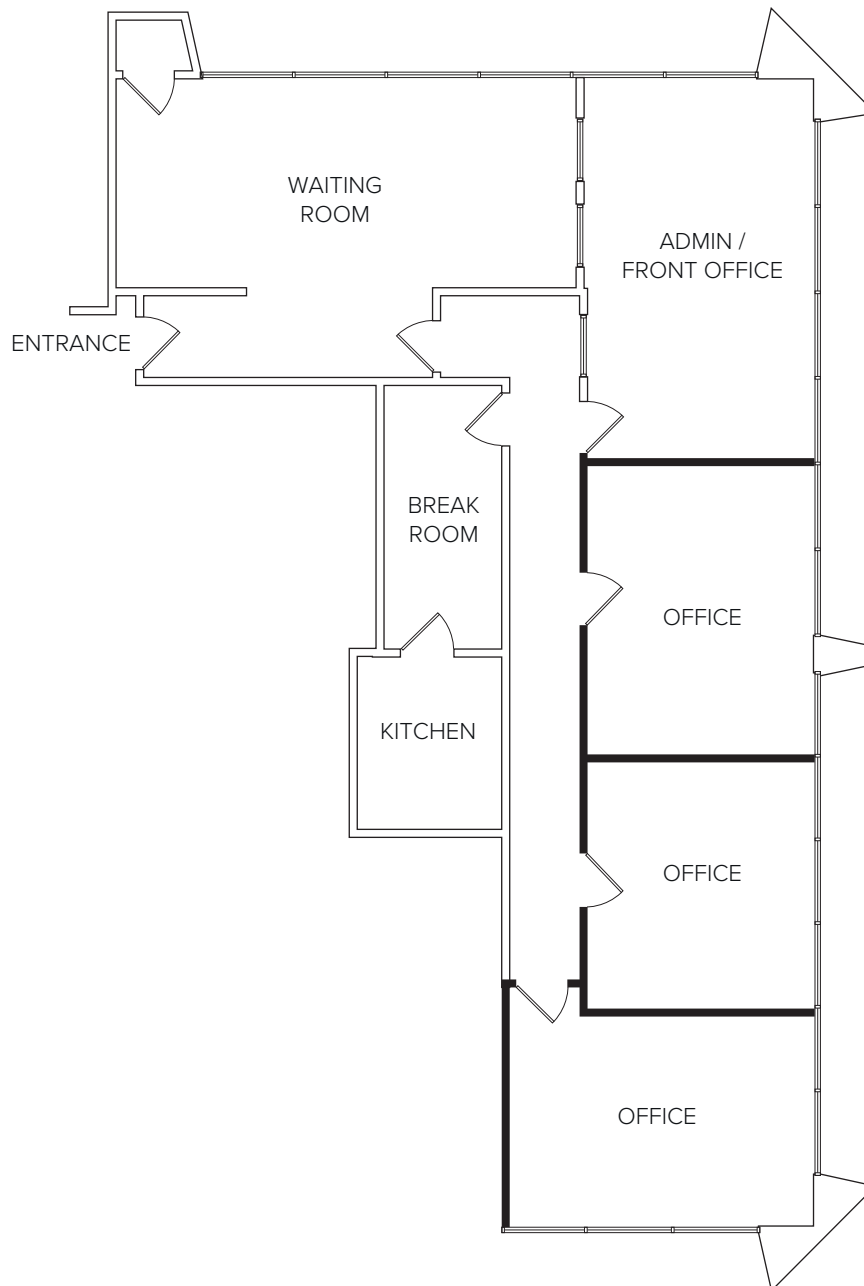 WAITING
ROOM
ADMIN /
FRONT OFFICE
ENTRANCE
BREAK
ROOM
OFFICE
KITCHEN
OFFICE
OFFICE